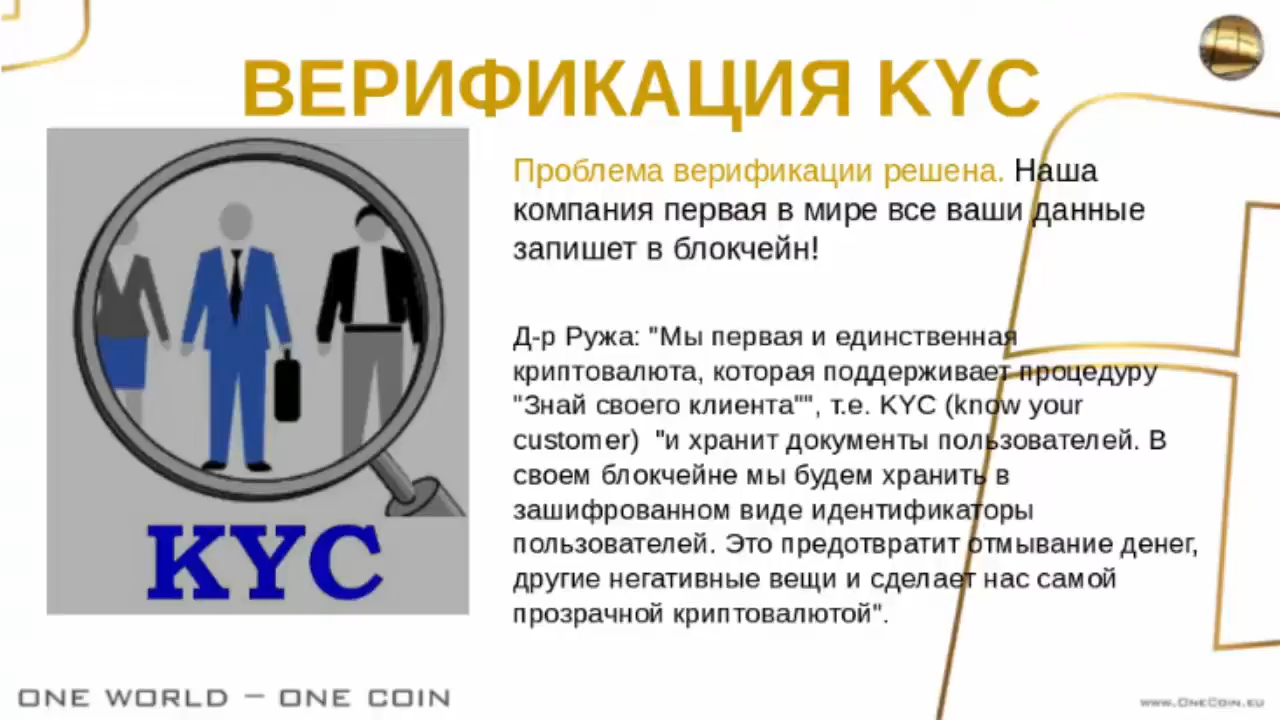 ВЕРИФИКАЦИЯ KYC
Проблема верификации решена. Наша
компания первая в мире все ваши данные
запишет в блокчейн!
Д-р Ружа: "Мы первая и единственная
криптовалюта, которая поддерживает процедуру
"Знай своего клиента"", т.е. KYC (know your
customer)  "и хранит документы пользователей. В
своем блокчейне мы будем хранить в
зашифрованном виде идентификаторы
пользователей. Это предотвратит отмывание денег,
другие негативные вещи и сделает нас самой
прозрачной криптовалютой".
KYC
ONE WORLD – ONE COIN
www.OneCoin.eu